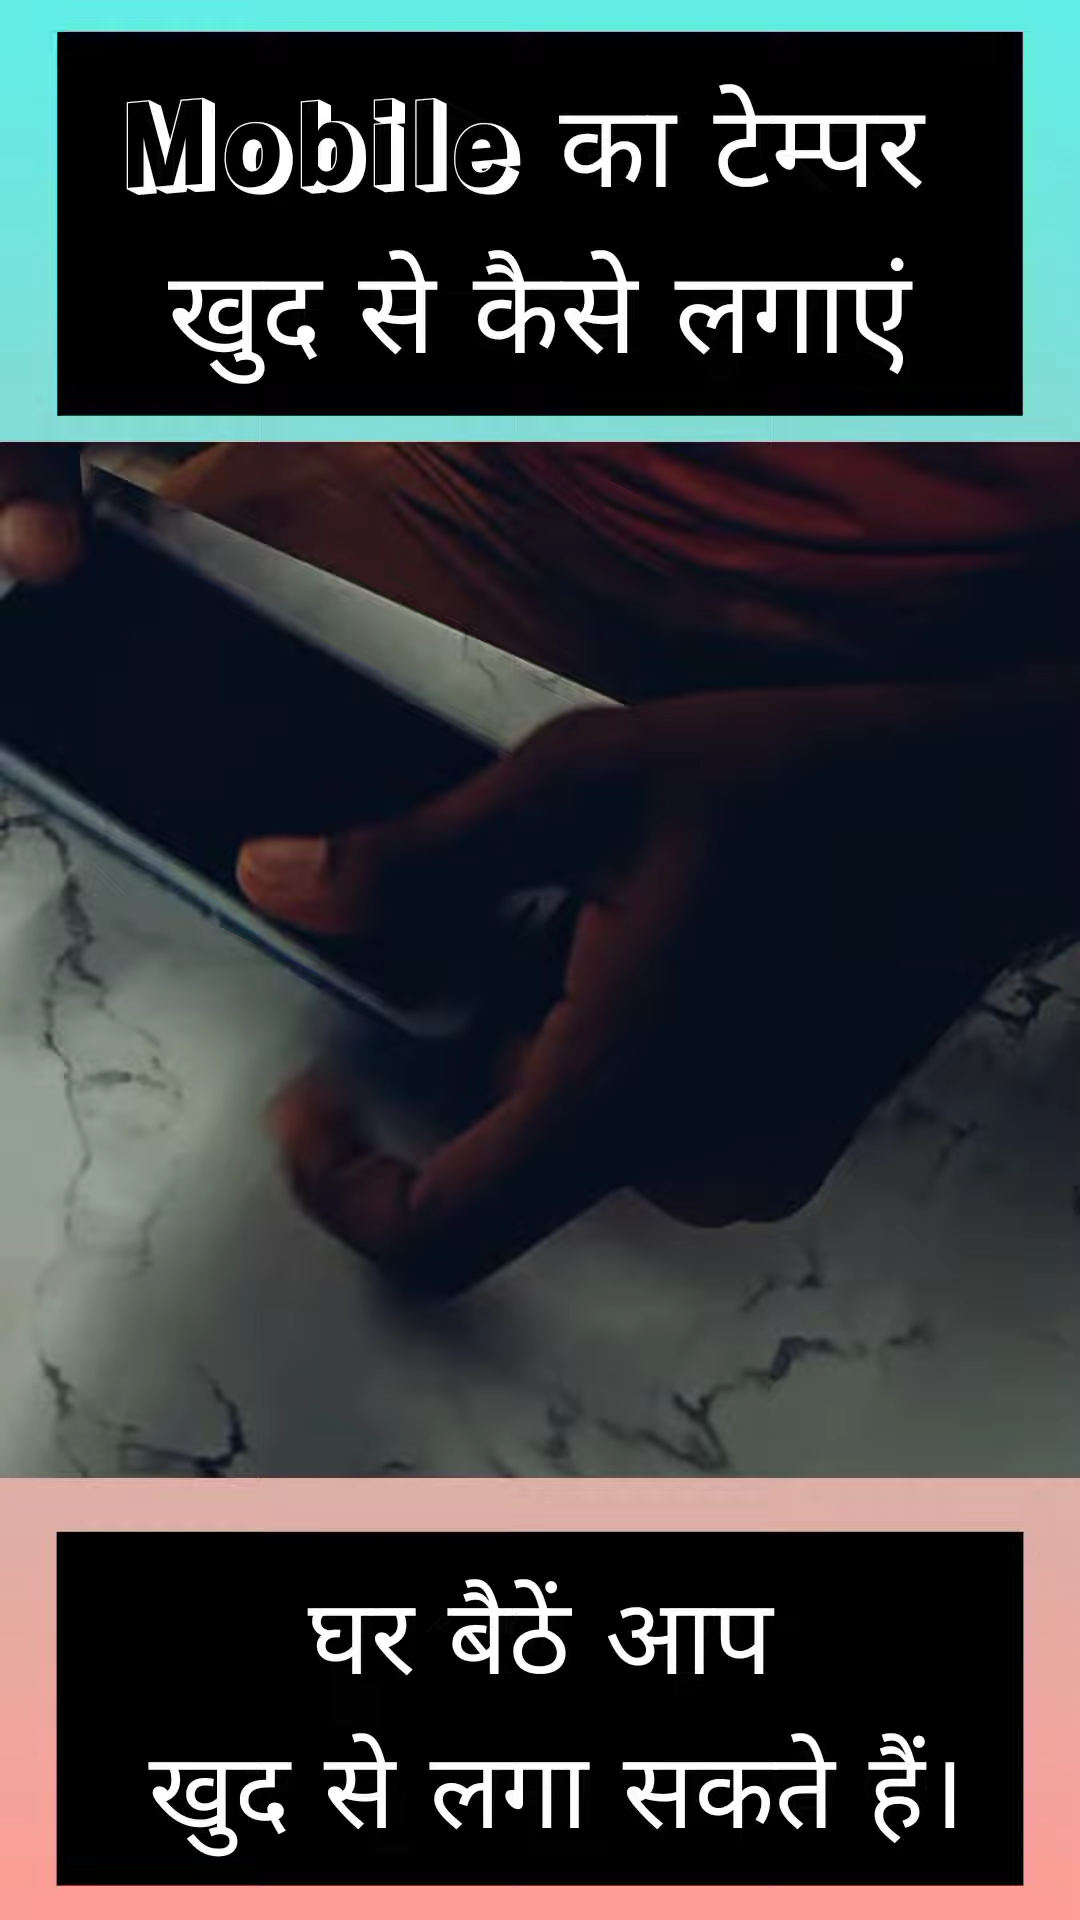 Mobile का टेम्पर
खुद से कैसे लगाएं
घर बैठें आप
खुद से लगा सकते हैं।